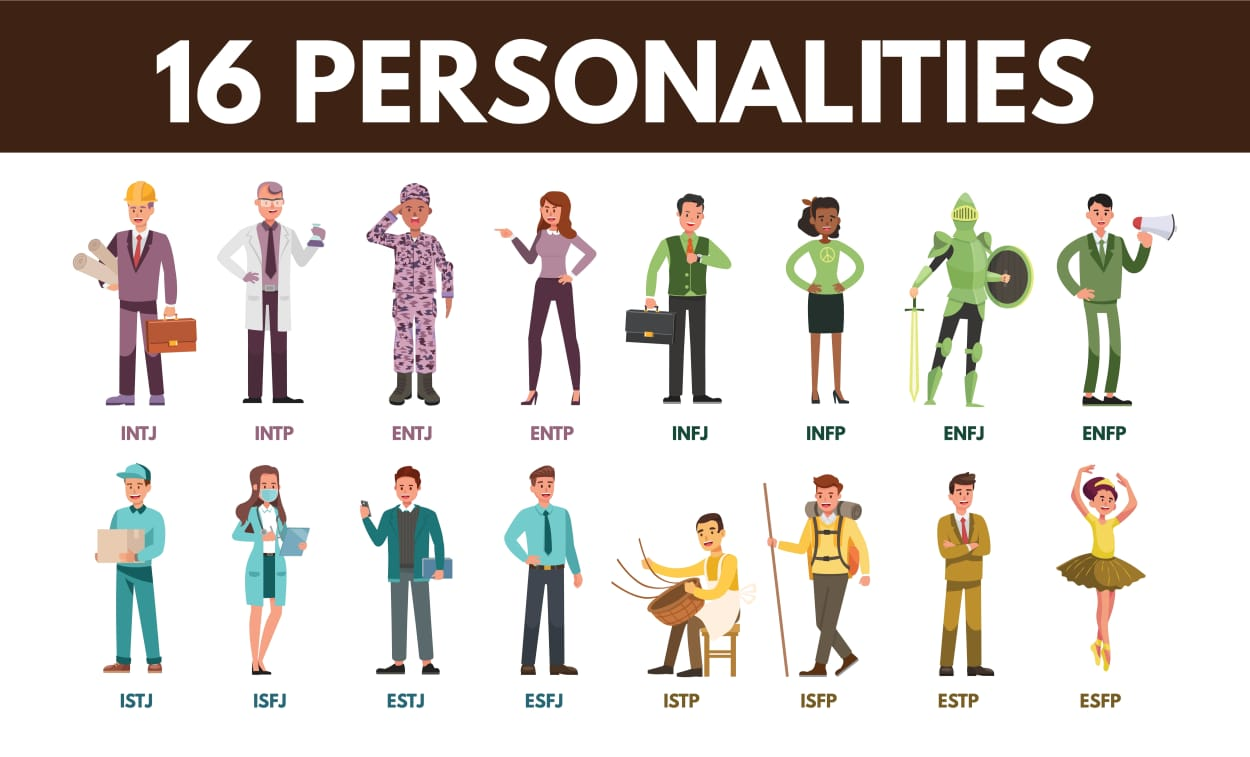 16 PERSONALITIES
INTJ INTP ENTJ ENTP INFJ INFP ENFJ ENFP
ISTJ ISFJ ESTJ ESFJ ISTP ISFP ESTP ESFP